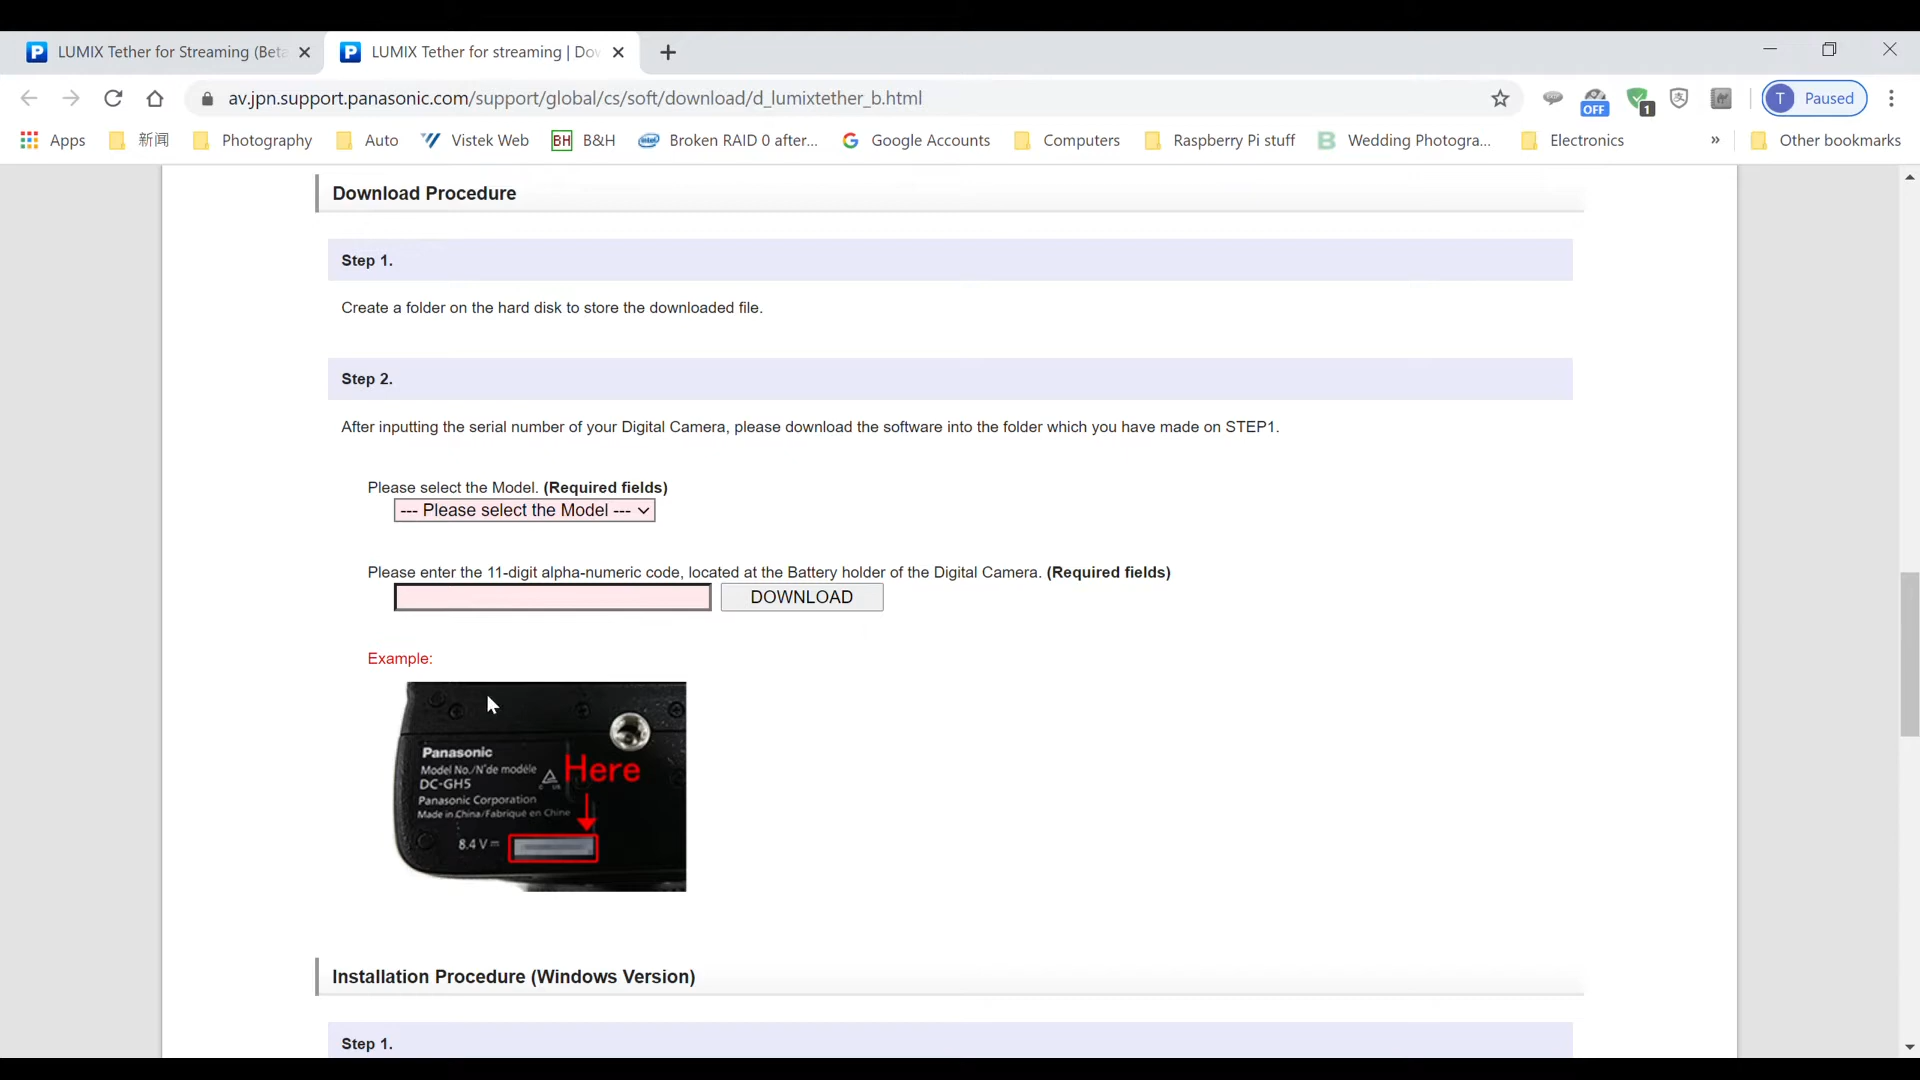 LUMIX Tether for Streaming (Beta
LUMIX Tether for streaming | Dov
av.jpn.support.panasonic.com/support/global/cs/soft/download/d_lumixtether_b.html
OFF
1
T Paused
Apps 新聞 Photography Auto Vistek Web BH B&H intel Broken RAID 0 after... Google Accounts Computers Raspberry Pi stuff B Wedding Photogra... Electronics » Other bookmarks
Download Procedure
Step 1.
Create a folder on the hard disk to store the downloaded file.
Step 2.
After inputting the serial number of your Digital Camera, please download the software into the folder which you have made on STEP1.
Please select the Model. (Required fields)
--- Please select the Model ---
Please enter the 11-digit alpha-numeric code, located at the Battery holder of the Digital Camera. (Required fields)
DOWNLOAD
Example:
Panasonic
Model No./N°de modèle
DC-GH5
Here
Panasonic Corporation
Made in China/Fabriqué en Chine
8.4 V
Installation Procedure (Windows Version)
Step 1.